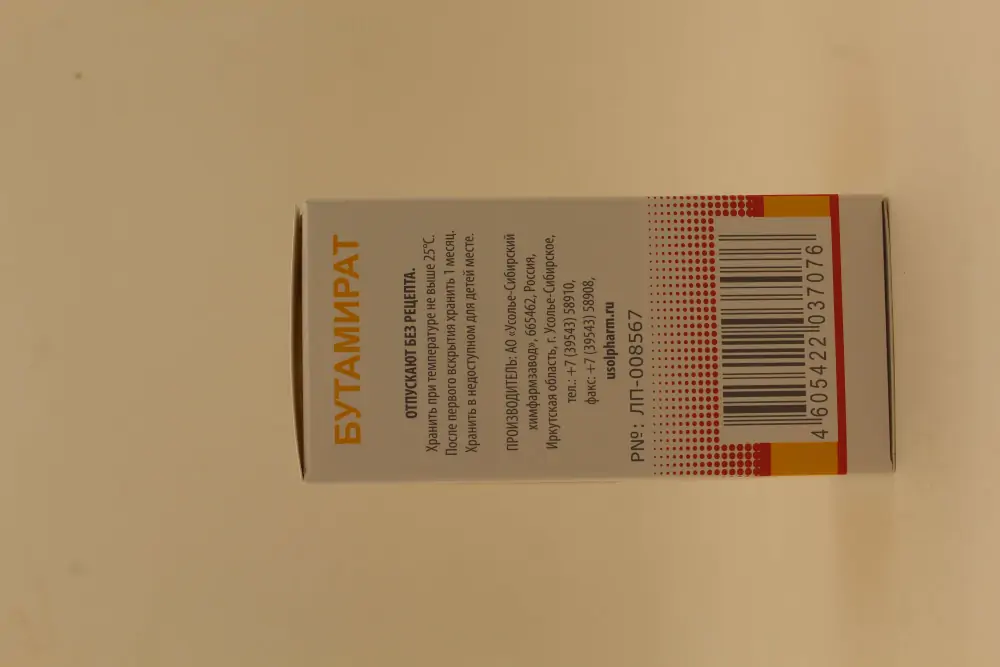 БУТАМИРАТ
ОТПУСКАЮТ БЕЗ РЕЦЕПТА.
Хранить при температуре не выше 25°С.
После первого вскрытия хранить 1 месяц.
Хранить в недоступном для детей месте.
ПРОИЗВОДИТЕЛЬ: АО «Усолье-Сибирский
химфармзавод», 665462, Россия,
Иркутская область, г. Усолье-Сибирское,
тел.: +7 (39543) 58910,
факс: +7 (39543) 58908,
usolpharm.ru
Р№: ЛП-008567
4 605422 037076